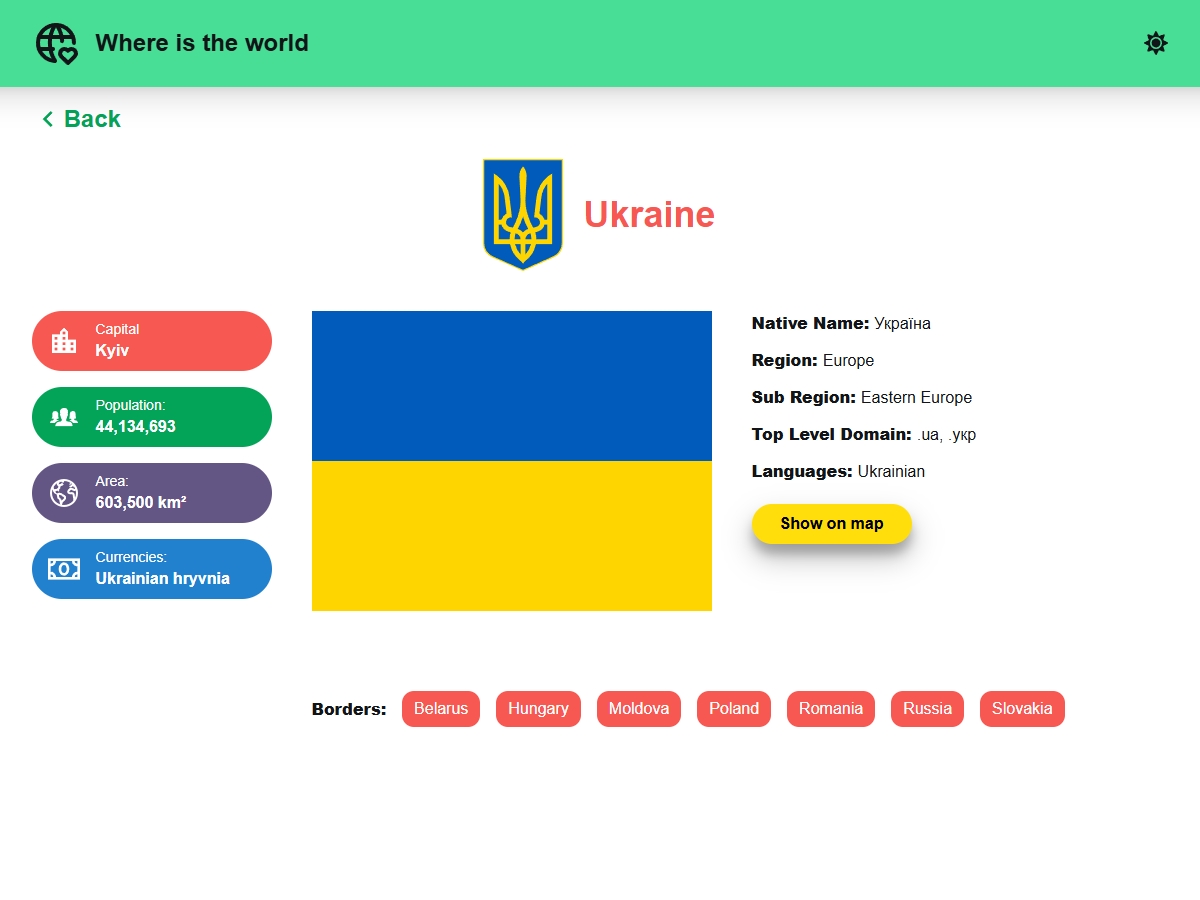 Where is the world
Back
Ukraine
Capital
Kyiv
Population:
44,134,693
Area:
603,500 km²
Currencies:
Ukrainian hryvnia
Native Name: Україна
Region: Europe
Sub Region: Eastern Europe
Top Level Domain: .ua, .укр
Languages: Ukrainian
Show on map
Borders: Belarus Hungary Moldova Poland Romania Russia Slovakia